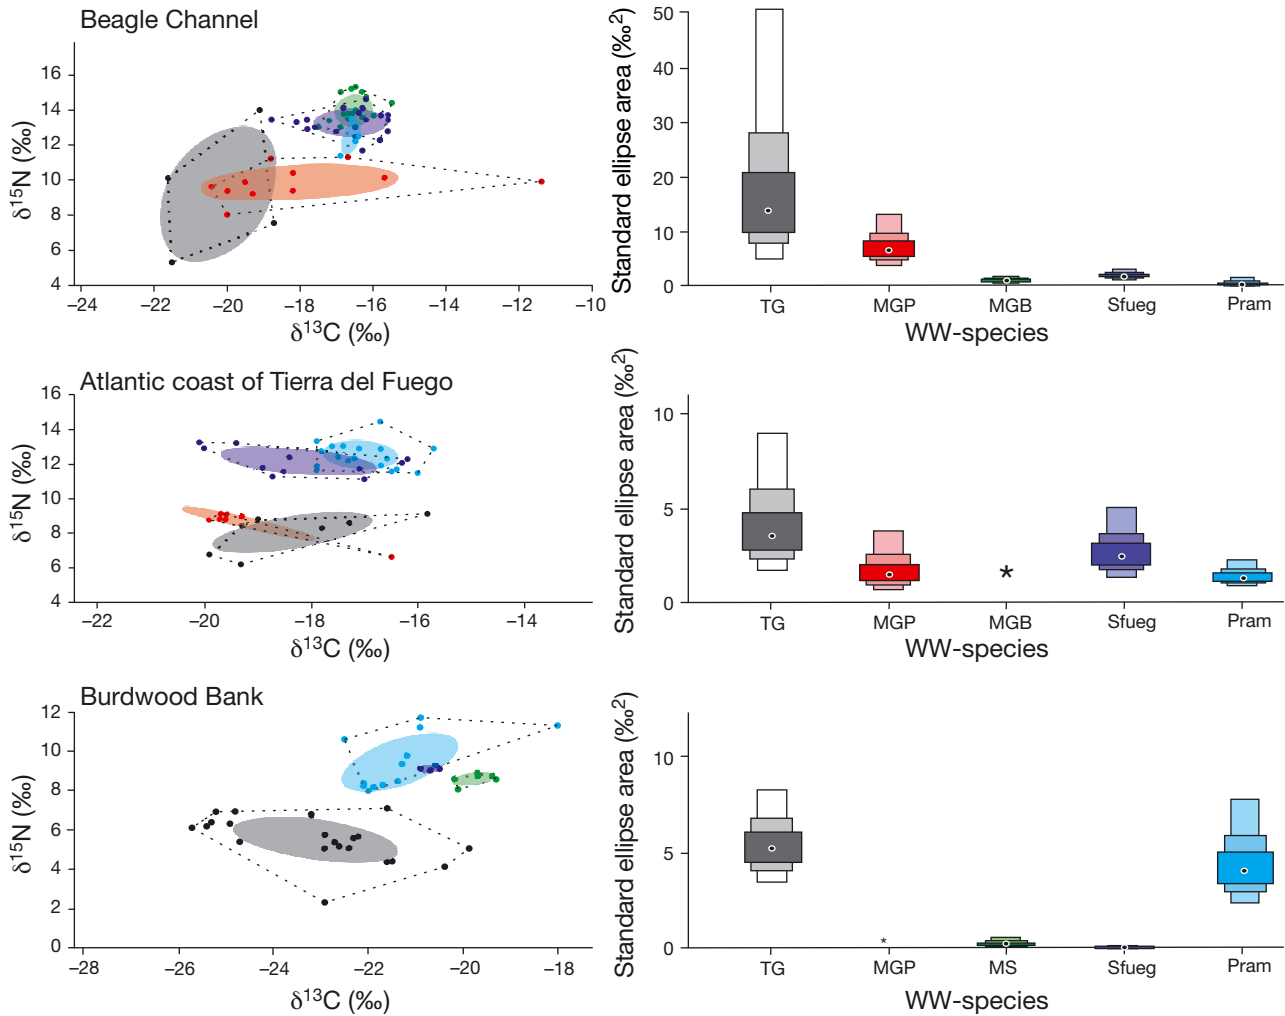 Beagle Channel
δ15N (‰)
16
14
12
10
8
6
4
−24
−22
−20
−18
−16
−14
−12
−10
δ13C (‰)
Standard ellipse area (‰2)
50
40
30
20
10
0
TG
MGP
MGB
Sfueg
Pram
WW-species
Atlantic coast of Tierra del Fuego
δ15N (‰)
16
14
12
10
8
6
4
−22
−20
−18
−16
−14
δ13C (‰)
Standard ellipse area (‰2)
10
5
0
*
TG
MGP
MGB
Sfueg
Pram
WW-species
Burdwood Bank
δ15N (‰)
12
10
8
6
4
2
0
−28
−26
−24
−22
−20
−18
δ13C (‰)
Standard ellipse area (‰2)
10
5
0
*
TG
MGP
MS
Sfueg
Pram
WW-species